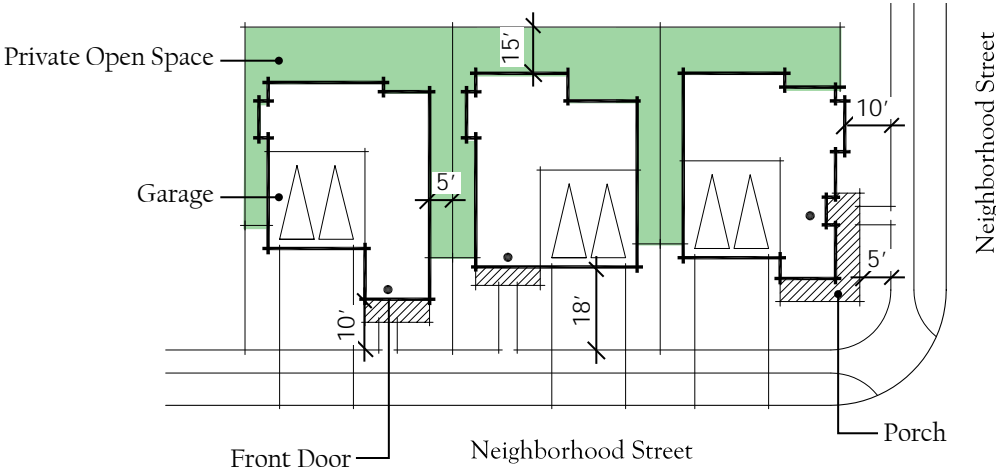 15'
Private Open Space
Neighborhood Street
10'
Garage
5'
5'
18'
10'
Porch
Front Door
Neighborhood Street